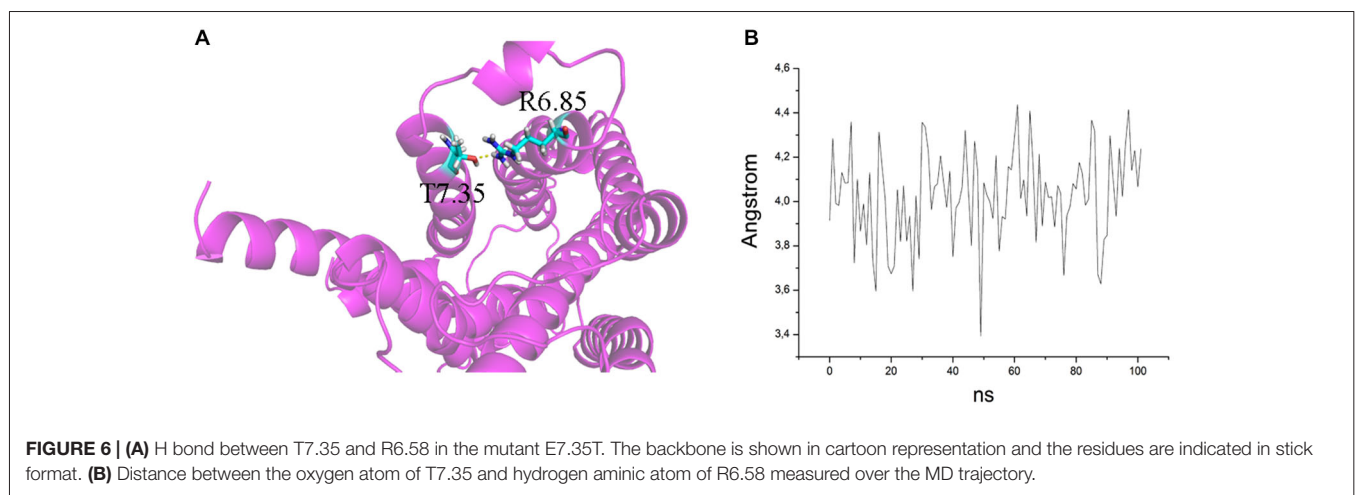 A
R6.85
T7.35
B
4,6
4,4
4,2
4,0
3,8
3,6
3,4
Angstrom
0 20 40 60 80 100
ns
FIGURE 6 | (A) H bond between T7.35 and R6.58 in the mutant E7.35T. The backbone is shown in cartoon representation and the residues are indicated in stick
format. (B) Distance between the oxygen atom of T7.35 and hydrogen aminic atom of R6.58 measured over the MD trajectory.